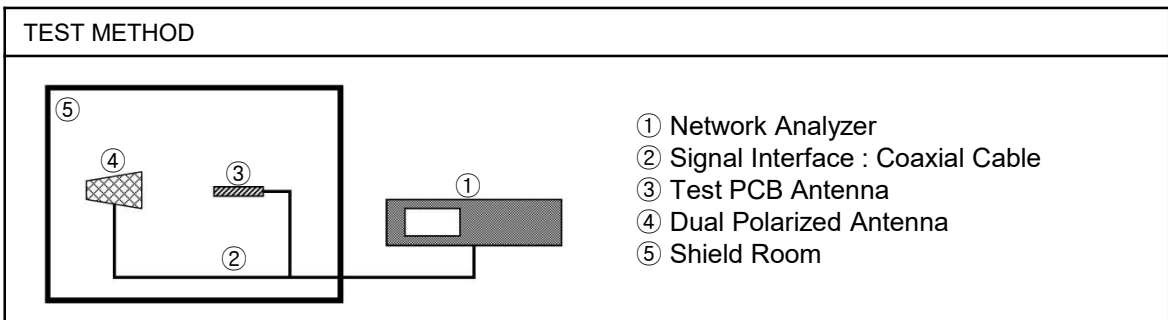 TEST METHOD
⑤
④
③
①
②
① Network Analyzer
② Signal Interface : Coaxial Cable
③ Test PCB Antenna
④ Dual Polarized Antenna
⑤ Shield Room